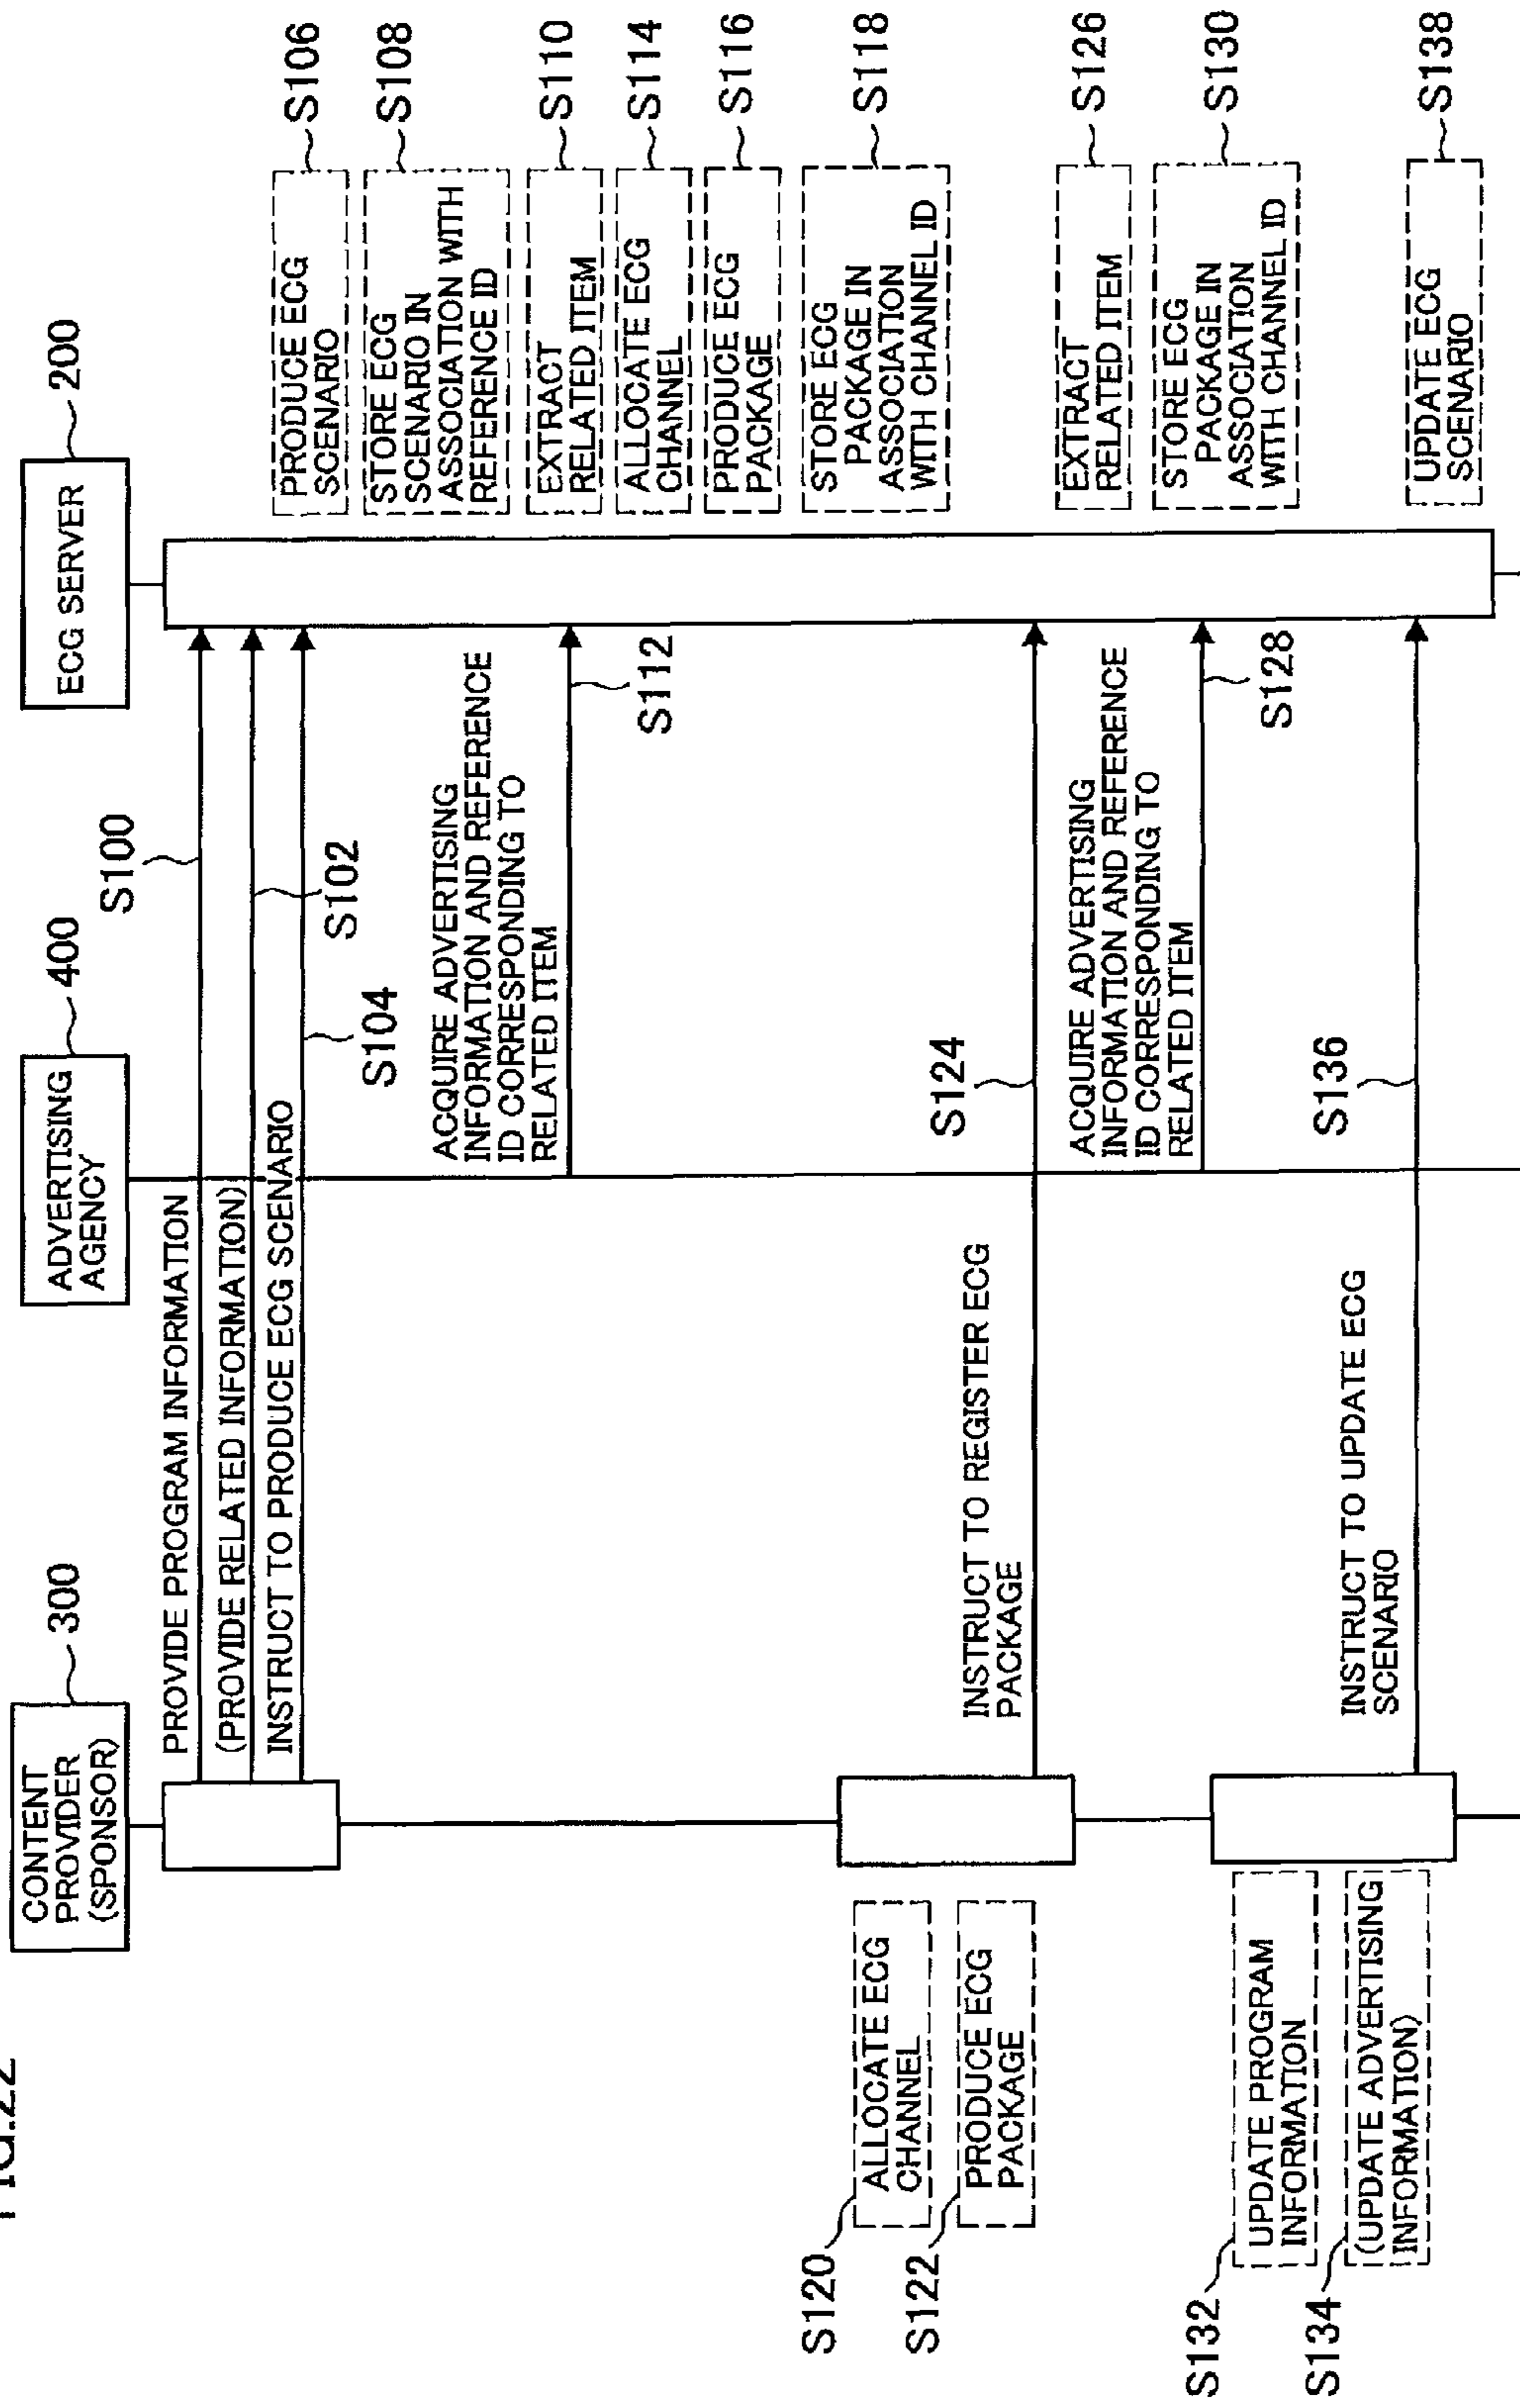 FIG.22
CONTENT
PROVIDER
(SPONSOR)
300
ADVERTISING
AGENCY
400
ECG SERVER
200
PROVIDE PROGRAM INFORMATION
S100
(PROVIDE RELATED INFORMATION)
S102
INSTRUCT TO PRODUCE ECG SCENARIO
S104
PRODUCE ECG
SCENARIO
S106
STORE ECG
SCENARIO IN
ASSOCIATION WITH
REFERENCE ID
S108
EXTRACT
RELATED ITEM
S110
ACQUIRE ADVERTISING
INFORMATION AND REFERENCE
ID CORRESPONDING TO
RELATED ITEM
S112
ALLOCATE ECG
CHANNEL
S114
PRODUCE ECG
PACKAGE
S116
STORE ECG
PACKAGE IN
ASSOCIATION
WITH CHANNEL ID
S118
S120
ALLOCATE ECG
CHANNEL
S122
PRODUCE ECG
PACKAGE
INSTRUCT TO REGISTER ECG
PACKAGE
S124
EXTRACT
RELATED ITEM
S126
ACQUIRE ADVERTISING
INFORMATION AND REFERENCE
ID CORRESPONDING TO
RELATED ITEM
S128
STORE ECG
PACKAGE IN
ASSOCIATION
WITH CHANNEL ID
S130
S132
UPDATE PROGRAM
INFORMATION
S134
(UPDATE ADVERTISING
INFORMATION)
INSTRUCT TO UPDATE ECG
SCENARIO
S136
UPDATE ECG
SCENARIO
S138